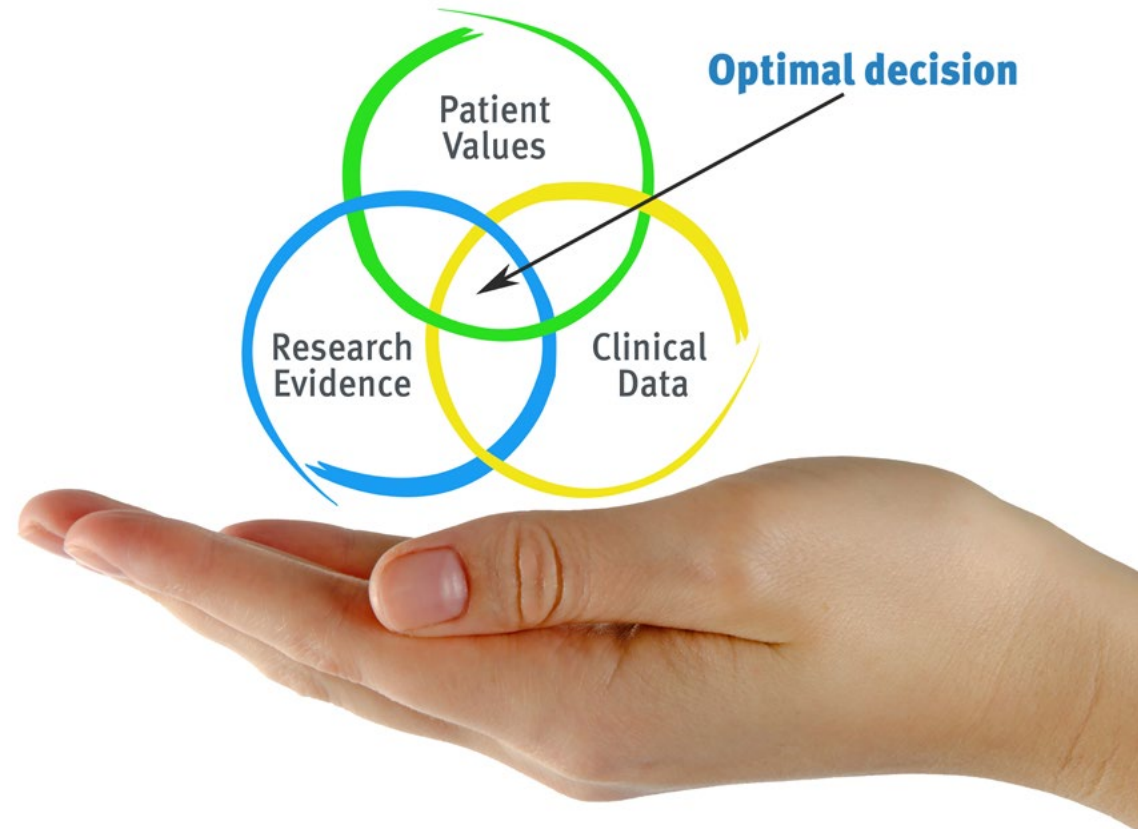 Optimal decision
Patient
Values
Research
Evidence
Clinical
Data